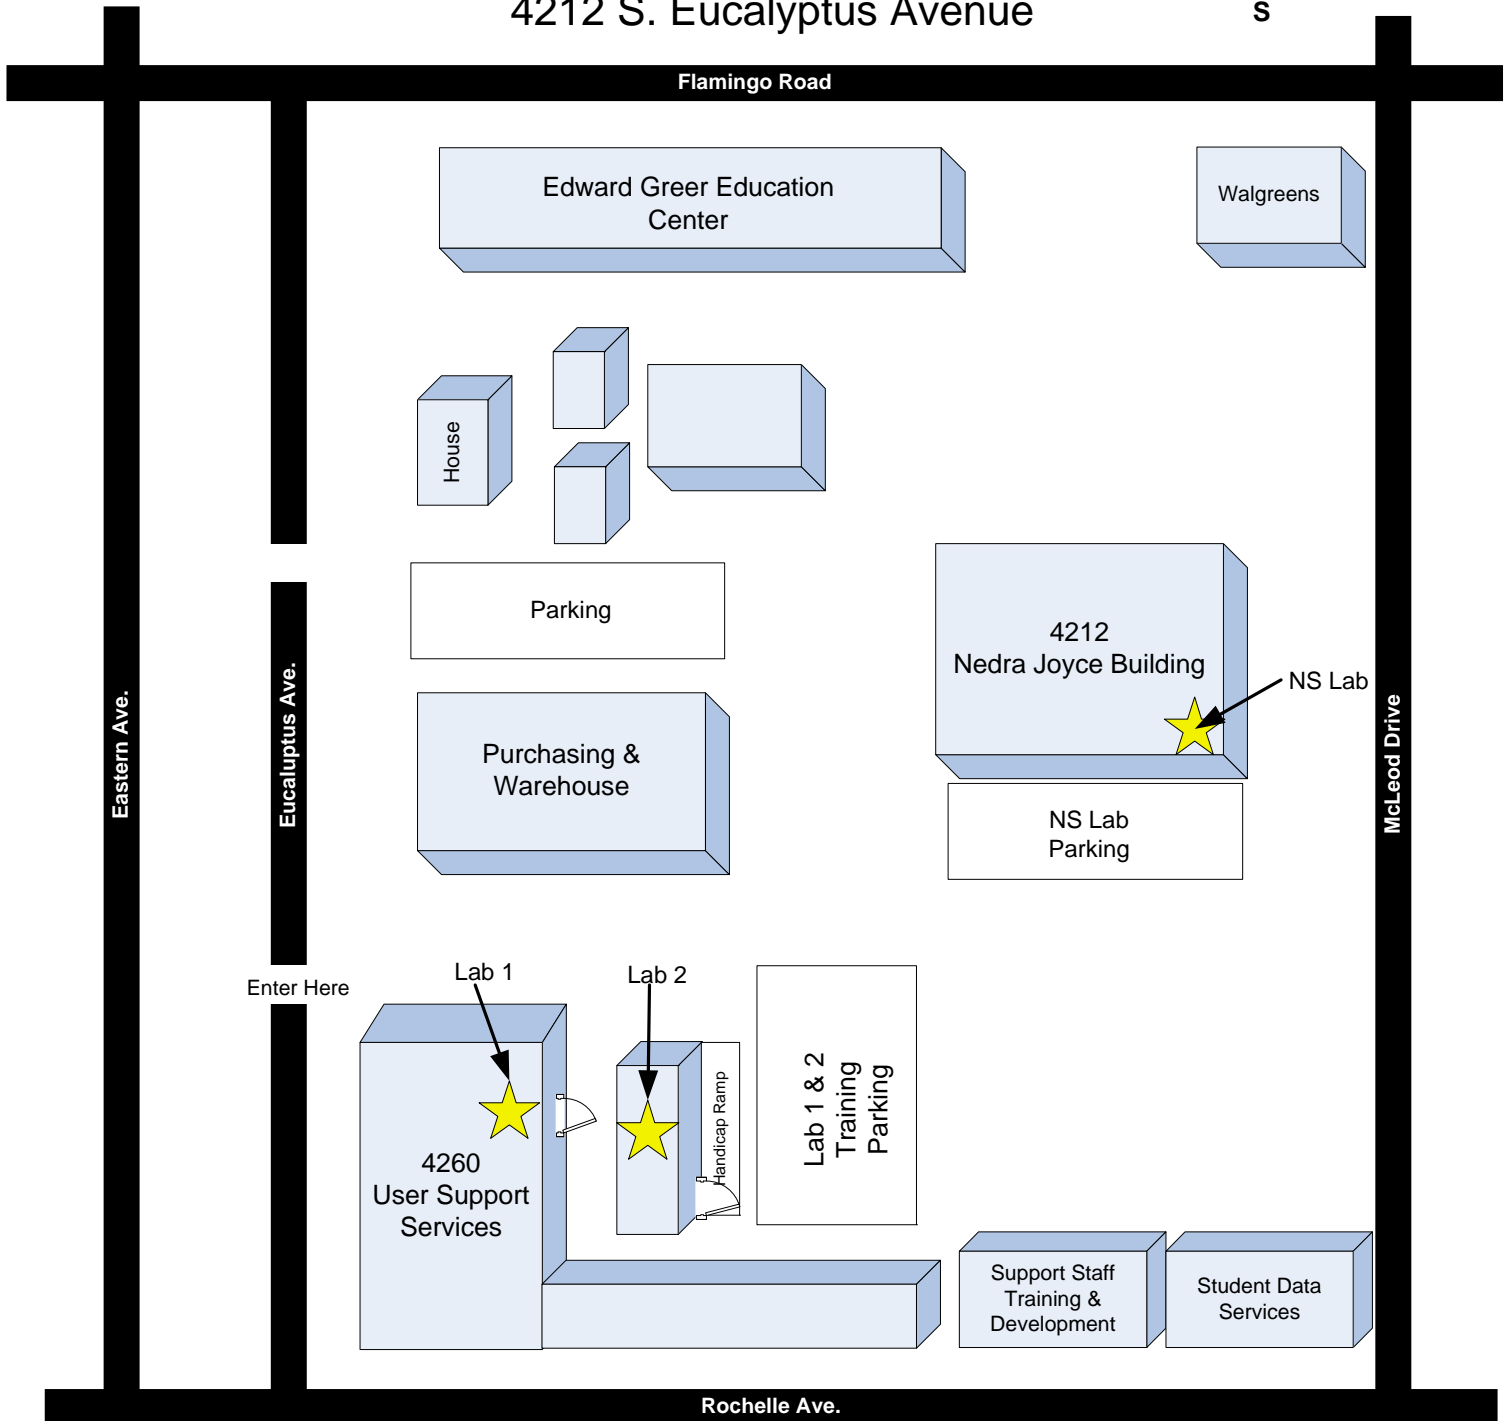 4212 S. Eucalyptus Avenue
S
Flamingo Road
Edward Greer Education
Center
Walgreens
House
Parking
4212
Nedra Joyce Building
NS Lab
Eastern Ave.
Eucaluptus Ave.
McLeod Drive
Purchasing &
Warehouse
NS Lab
Parking
Enter Here
Lab 1
Lab 2
Handicap Ramp
Lab 1 & 2
Training
Parking
4260
User Support
Services
Support Staff
Training &
Development
Student Data
Services
Rochelle Ave.